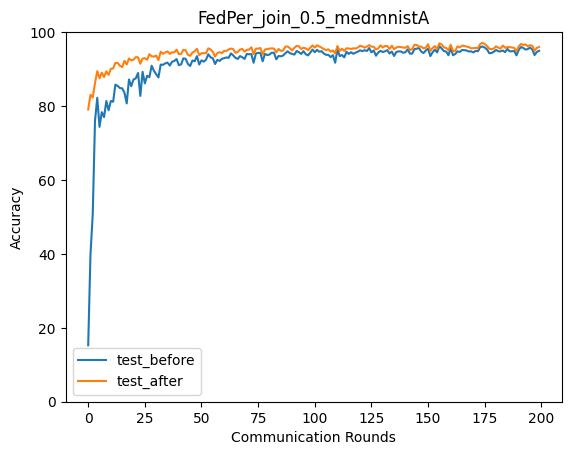 FedPer_join_0.5_medmnistA
Accuracy
100
80
60
40
20
0
test_before
test_after
0 25 50 75 100 125 150 175 200
Communication Rounds